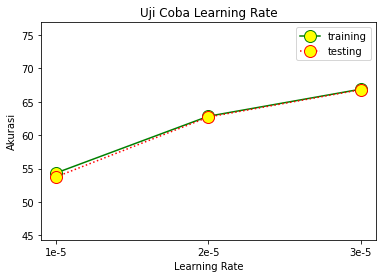 Uji Coba Learning Rate
training
testing
Akurasi
75
70
65
60
55
50
45
1e-5
2e-5
3e-5
Learning Rate